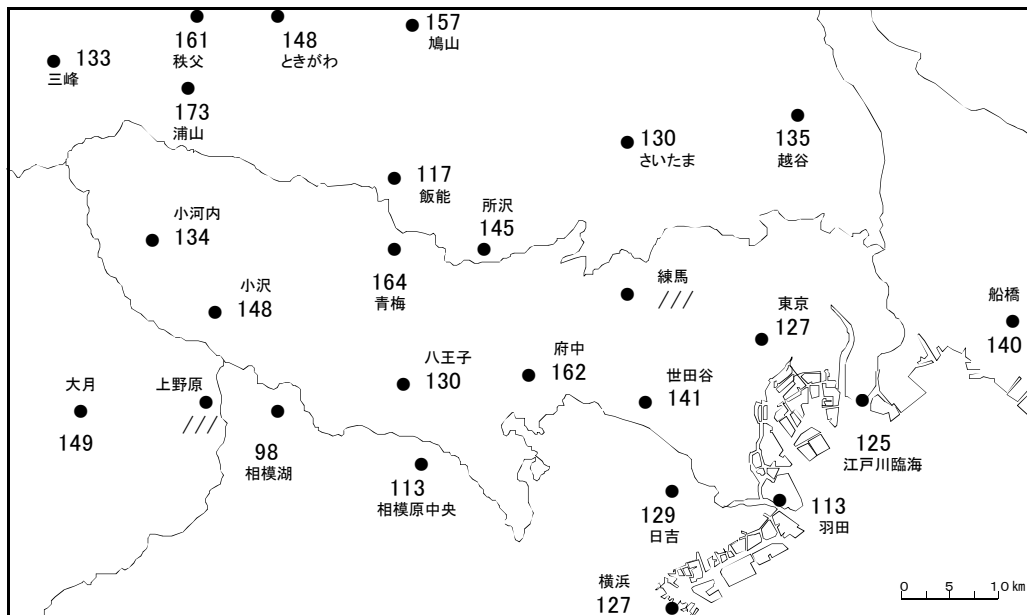 161
秩父
148
ときがわ
157
鳩山
133
三峰
173
浦山
130
さいたま
135
越谷
117
飯能
所沢
145
小河内
134
164
青梅
練馬
///
小沢
148
東京
127
船橋
140
八王子
130
府中
162
世田谷
141
大月
149
上野原
///
98
相模湖
125
江戸川臨海
113
相模原中央
129
日吉
113
羽田
横浜
127
0 5 10km